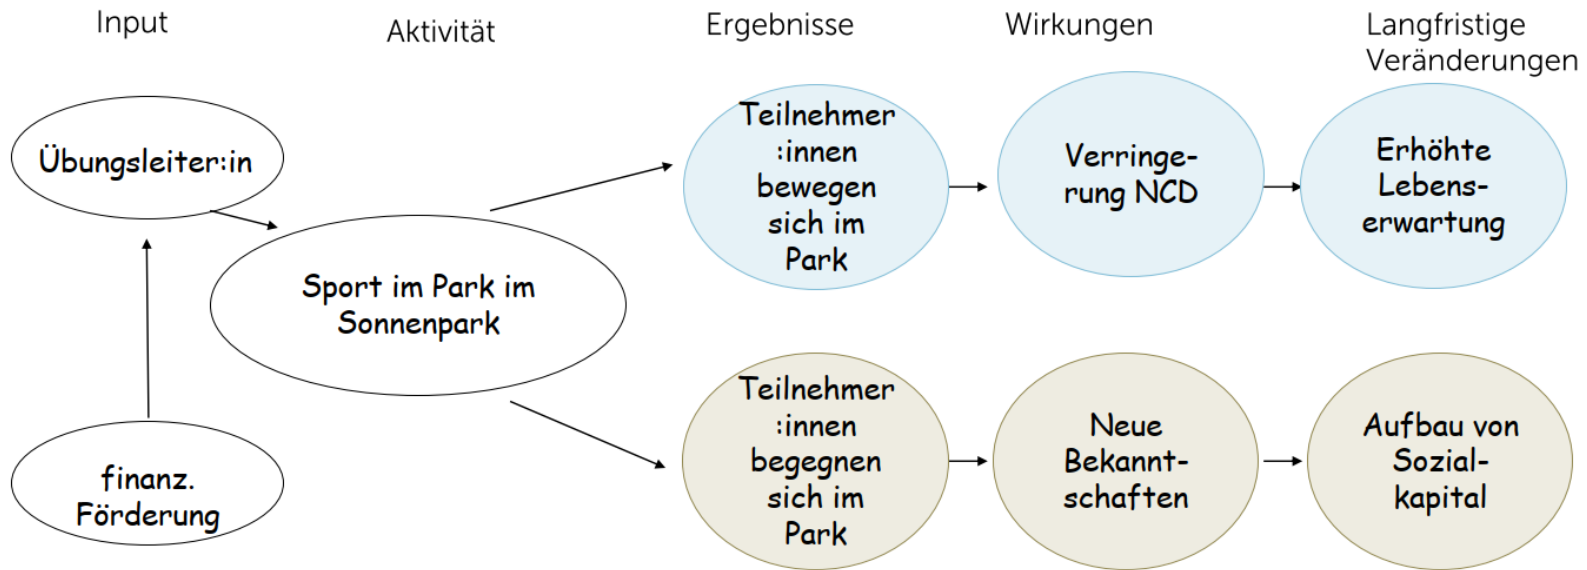 Input
Aktivität
Ergebnisse
Wirkungen
Langfristige
Veränderungen
Übungsleiter:in
finanz.
Förderung
Sport im Park im
Sonnenpark
Teilnehmer
:innen
bewegen
sich im
Park
Verringe-
rung NCD
Erhöhte
Lebens-
erwartung
Teilnehmer
:innen
begegnen
sich im
Park
Neue
Bekannt-
schaften
Aufbau von
Sozial-
kapital